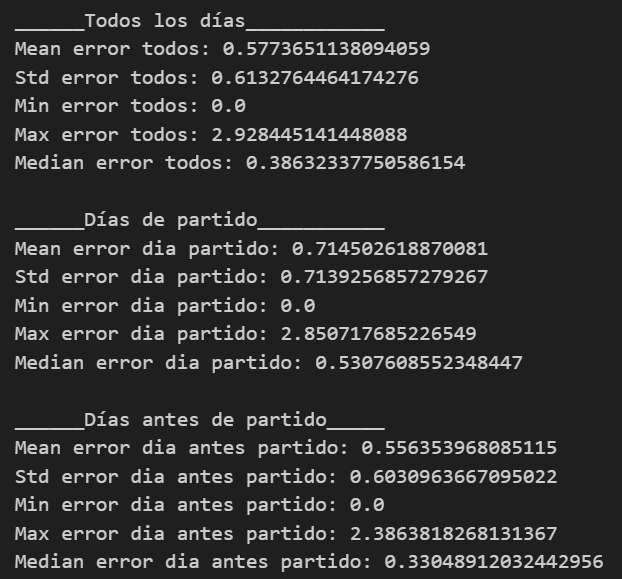 ______Todos los días____________
Mean error todos: 0.5773651138094059
Std error todos: 0.6132764464174276
Min error todos: 0.0
Max error todos: 2.928445141448088
Median error todos: 0.38632337750586154
______Días de partido___________
Mean error dia partido: 0.714502618870081
Std error dia partido: 0.7139256857279267
Min error dia partido: 0.0
Max error dia partido: 2.850717685226549
Median error dia partido: 0.5307608552348447
______Días antes de partido_____
Mean error dia antes partido: 0.556353968085115
Std error dia antes partido: 0.6030963667095022
Min error dia antes partido: 0.0
Max error dia antes partido: 2.3863818268131367
Median error dia antes partido: 0.33048912032442956